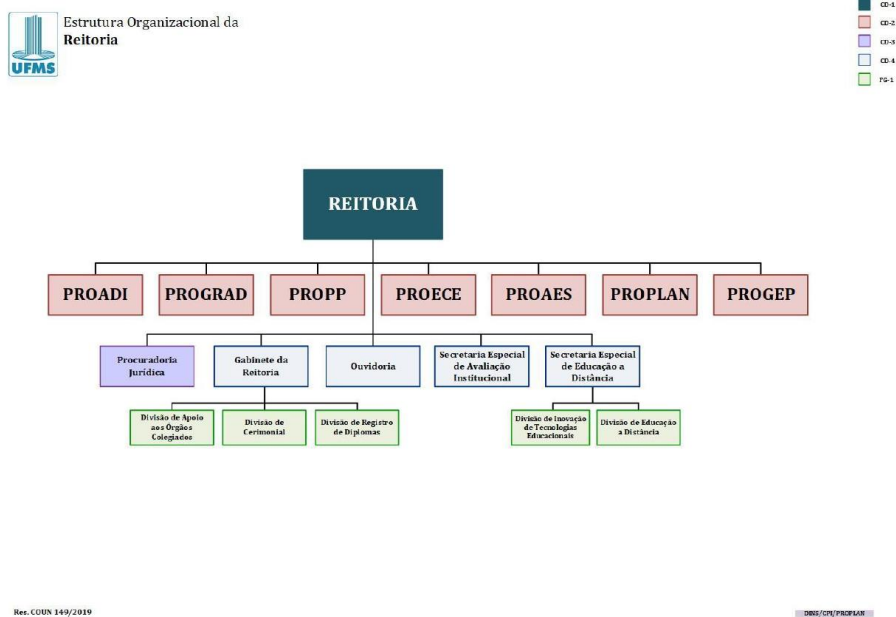 UFMS
Estrutura Organizacional da
Reitoria
CD-1
CD-2
CD-3
CD-4
FG-1
REITORIA
PROADI
PROGRAD
PROPP
PROECE
PROAES
PROPLAN
PROGEP
Procuradoria
Jurídica
Gabinete da
Reitoria
Ouvidoria
Secretaria Especial
de Avaliação
Institucional
Secretaria Especial
de Educação a
Distância
Divisão de Apoio
aos Órgãos
Colegiados
Divisão de
Cerimonial
Divisão de Registro
de Diplomas
Divisão de Inovação
de Tecnologias
Educacionais
Divisão de Educação
a Distância
Res. COUN 149/2019
DINS/CPI/PROPLAN